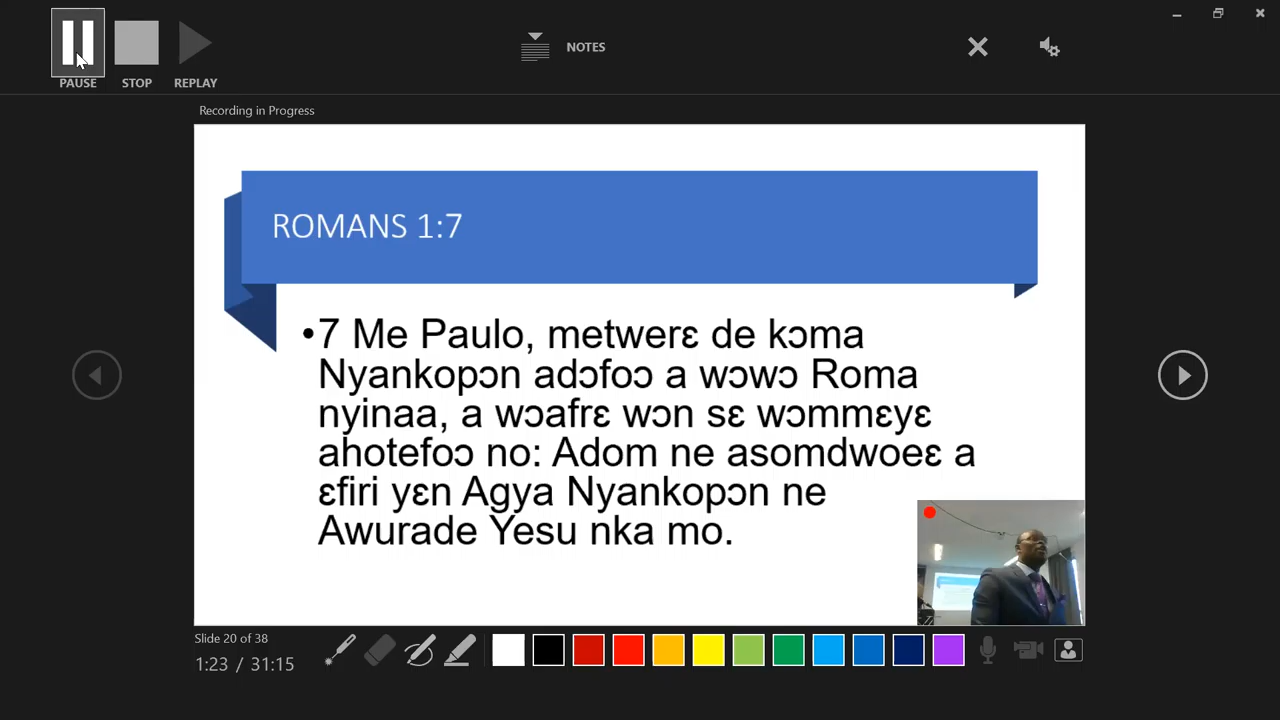 PAUSE
STOP
REPLAY
NOTES
Recording in Progress
ROMANS 1:7
•7 Me Paulo, metwerɛ de kɔma
Nyankopɔn adɔfoɔ a wɔwɔ Roma
nyinaa, a wɔafrɛ wɔn sɛ wɔmmɛyɛ
ahotefoɔ no: Adom ne asomdwoeɛ a
ɛfiri yɛn Agya Nyankopɔn ne
Awurade Yesu nka mo.
Slide 20 of 38
1:23 / 31:15